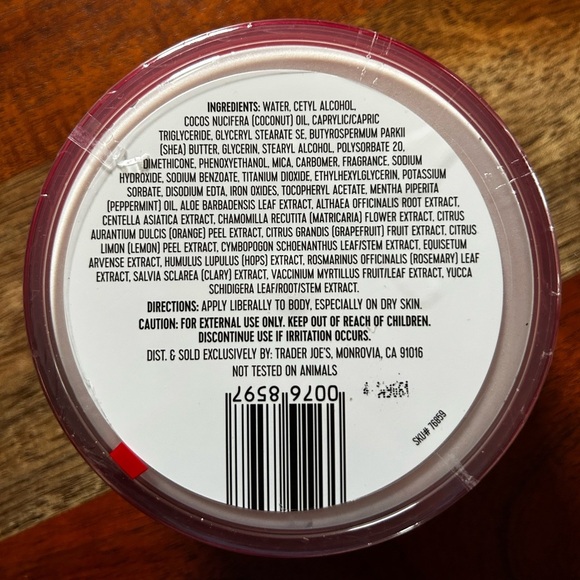 INGREDIENTS: WATER, CETYL ALCOHOL,
COCOS NUCIFERA (COCONUT) OIL, CAPRYLIC/CAPRIC
TRIGLYCERIDE, GLYCERYL STEARATE SE, BUTYROSPERMUM PARKII
(SHEA) BUTTER, GLYCERIN, STEARYL ALCOHOL, POLYSORBATE 20,
DIMETHICONE, PHENOXYETHANOL, MICA, CARBOMER, FRAGRANCE, SODIUM
HYDROXIDE, SODIUM BENZOATE, TITANIUM DIOXIDE, ETHYLHEXYLGLYCERIN, POTASSIUM
SORBATE, DISODIUM EDTA, IRON OXIDES, TOCOPHERYL ACETATE, MENTHA PIPERITA
(PEPPERMINT) OIL, ALOE BARBADENSIS LEAF EXTRACT, ALTHAEA OFFICINALIS ROOT EXTRACT,
CENTELLA ASIATICA EXTRACT, CHAMOMILLA RECUTITA (MATRICARIA) FLOWER EXTRACT, CITRUS
AURANTIUM DULCIS (ORANGE) PEEL EXTRACT, CITRUS GRANDIS (GRAPEFRUIT) FRUIT EXTRACT, CITRUS
LIMON (LEMON) PEEL EXTRACT, CYMBOPOGON SCHOENANTHUS LEAF/STEM EXTRACT, EQUISETUM
ARVENSE EXTRACT, HUMULUS LUPULUS (HOPS) EXTRACT, ROSMARINUS OFFICINALIS (ROSEMARY) LEAF
EXTRACT, SALVIA SCLAREA (CLARY) EXTRACT, VACCINIUM MYRTILLUS FRUIT/LEAF EXTRACT, YUCCA
SCHIDIGERA LEAF/ROOT/STEM EXTRACT.
DIRECTIONS: APPLY LIBERALLY TO BODY, ESPECIALLY ON DRY SKIN.
CAUTION: FOR EXTERNAL USE ONLY. KEEP OUT OF REACH OF CHILDREN.
DISCONTINUE USE IF IRRITATION OCCURS.
DIST. & SOLD EXCLUSIVELY BY: TRADER JOE'S, MONROVIA, CA 91016
NOT TESTED ON ANIMALS
0076 8597
SKU# 76859